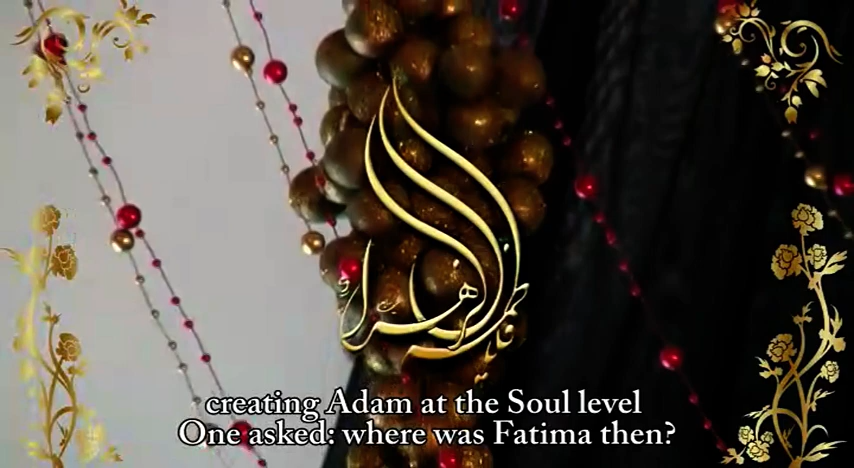 فاطمة الزهراء
creating Adam at the Soul level
One asked: where was Fatima then?